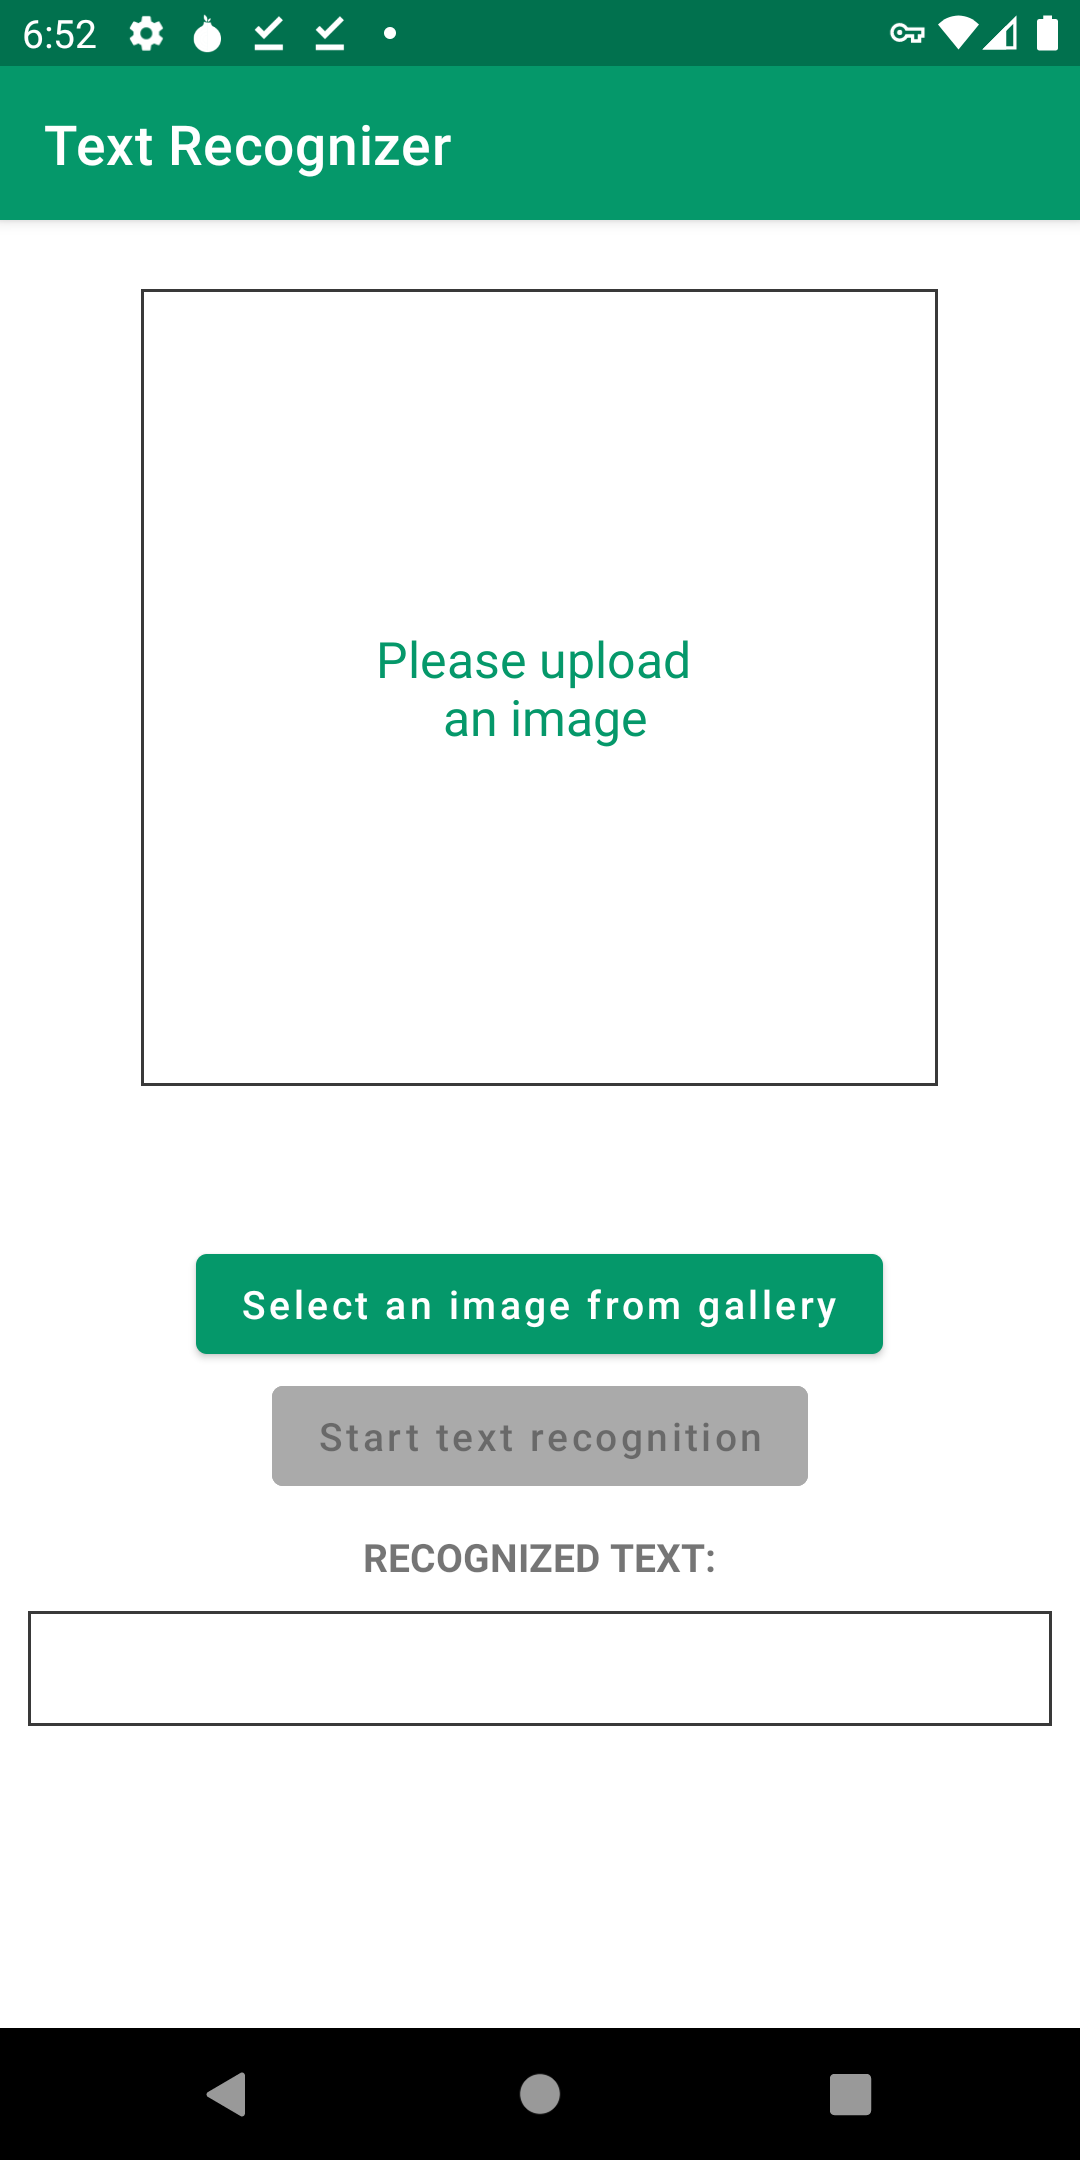 6:52
Text Recognizer
Please upload
an image
Select an image from gallery
Start text recognition
RECOGNIZED TEXT: